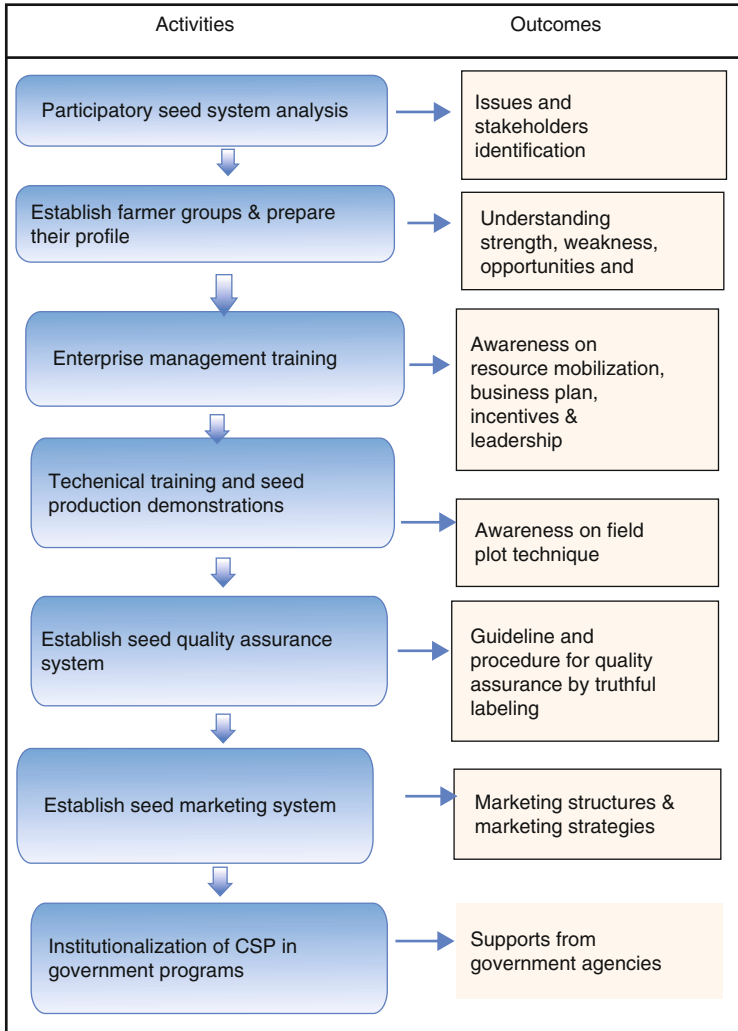 Activities
Outcomes
Participatory seed system analysis
Issues and
stakeholders
identification
Establish farmer groups & prepare
their profile
Understanding
strength, weakness,
opportunities and
Enterprise management training
Awareness on
resource mobilization,
business plan,
incentives &
leadership
Techenical training and seed
production demonstrations
Awareness on field
plot technique
Establish seed quality assurance
system
Guideline and
procedure for quality
assurance by truthful
labeling
Establish seed marketing system
Marketing structures &
marketing strategies
Institutionalization of CSP in
government programs
Supports from
government agencies